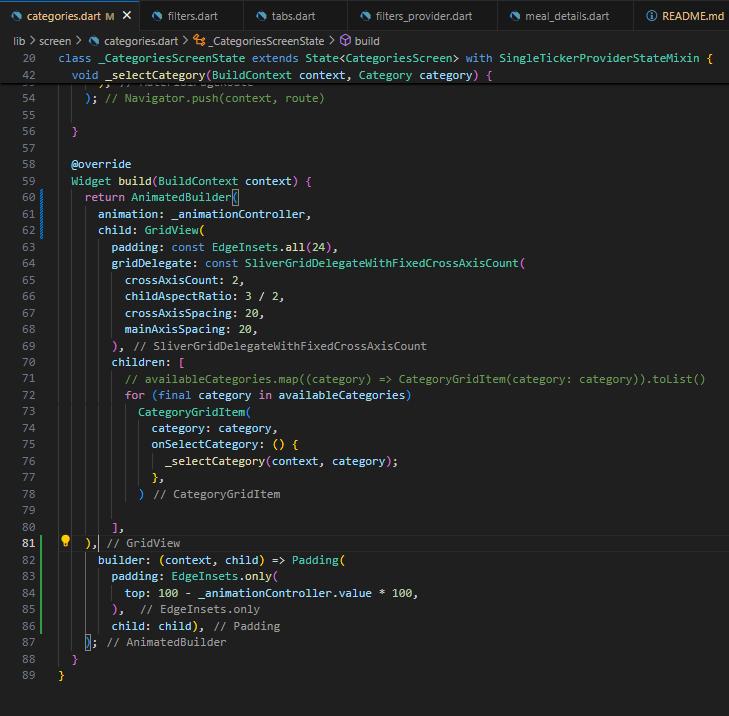 categories.dart M
filters.dart
tabs.dart
filters_provider.dart
meal_details.dart
README.md
lib > screen > categories.dart > _CategoriesScreenState > build
20 class _CategoriesScreenState extends State<CategoriesScreen> with SingleTickerProviderStateMixin {
42   void _selectCategory(BuildContext context, Category category) {
54     ); // Navigator.push(context, route)
55
56   }
57
58   @override
59   Widget build(BuildContext context) {
60     return AnimatedBuilder(
61       animation: _animationController,
62       child: GridView(
63         padding: const EdgeInsets.all(24),
64         gridDelegate: const SliverGridDelegateWithFixedCrossAxisCount(
65           crossAxisCount: 2,
66           childAspectRatio: 3 / 2,
67           crossAxisSpacing: 20,
68           mainAxisSpacing: 20,
69         ), // SliverGridDelegateWithFixedCrossAxisCount
70         children: [
71           // availableCategories.map((category) => CategoryGridItem(category: category)).toList()
72           for (final category in availableCategories)
73             CategoryGridItem(
74               category: category,
75               onSelectCategory: () {
76                 _selectCategory(context, category);
77               },
78             ) // CategoryGridItem
79
80         ],
81     ), // GridView
82       builder: (context, child) => Padding(
83         padding: EdgeInsets.only(
84           top: 100 - _animationController.value * 100,
85         ),  // EdgeInsets.only
86         child: child), // Padding
87     ); // AnimatedBuilder
88   }
89 }